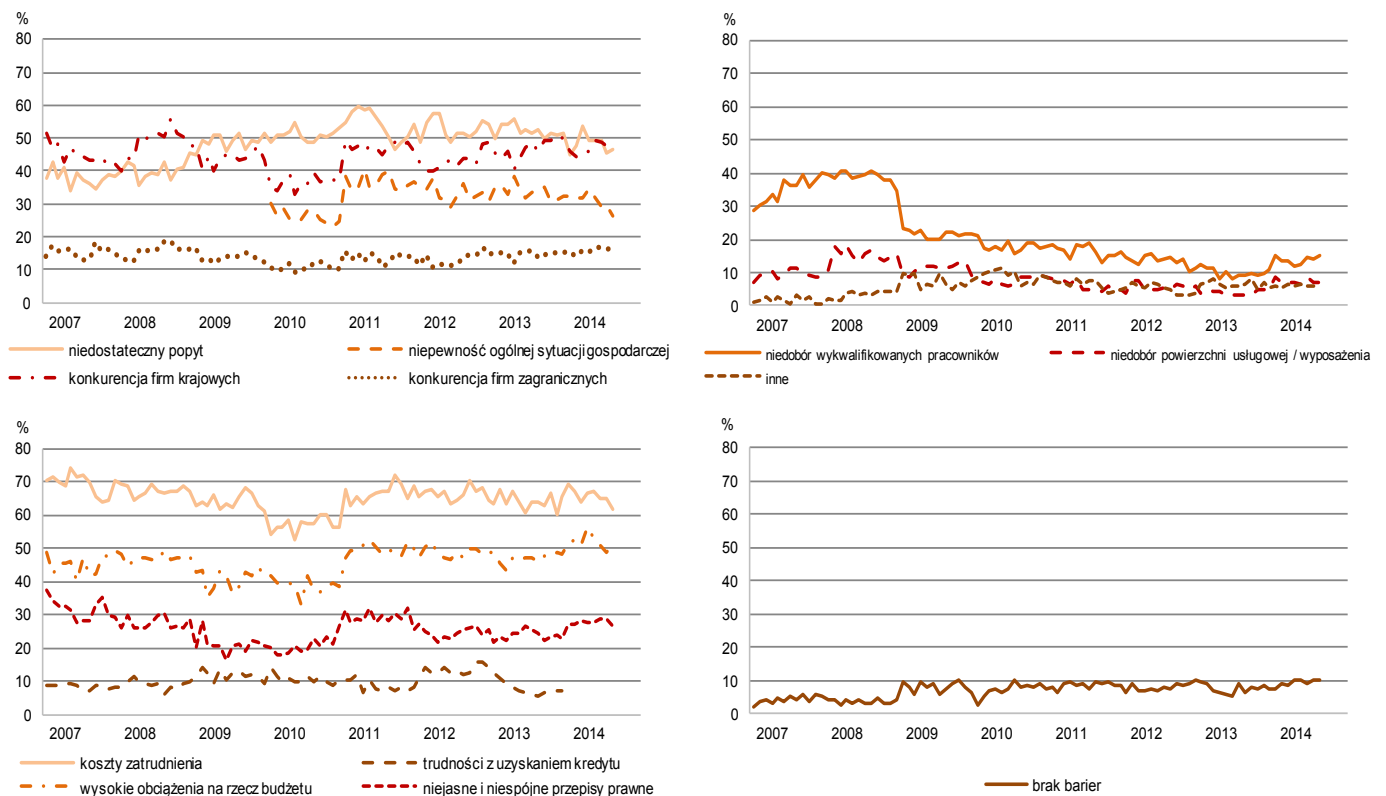 %
80
70
60
50
40
30
20
10
0
2007 2008 2009 2010 2011 2012 2013 2014
niedostateczny popyt
niepewność ogólnej sytuacji gospodarczej
konkurencja firm krajowych
konkurencja firm zagranicznych
%
80
70
60
50
40
30
20
10
0
2007 2008 2009 2010 2011 2012 2013 2014
niedobór wykwalifikowanych pracowników
niedobór powierzchni usługowej / wyposażenia
inne
%
80
70
60
50
40
30
20
10
0
2007 2008 2009 2010 2011 2012 2013 2014
koszty zatrudnienia
trudności z uzyskaniem kredytu
wysokie obciążenia na rzecz budżetu
niejasne i niespójne przepisy prawne
%
80
70
60
50
40
30
20
10
0
2007 2008 2009 2010 2011 2012 2013 2014
brak barier